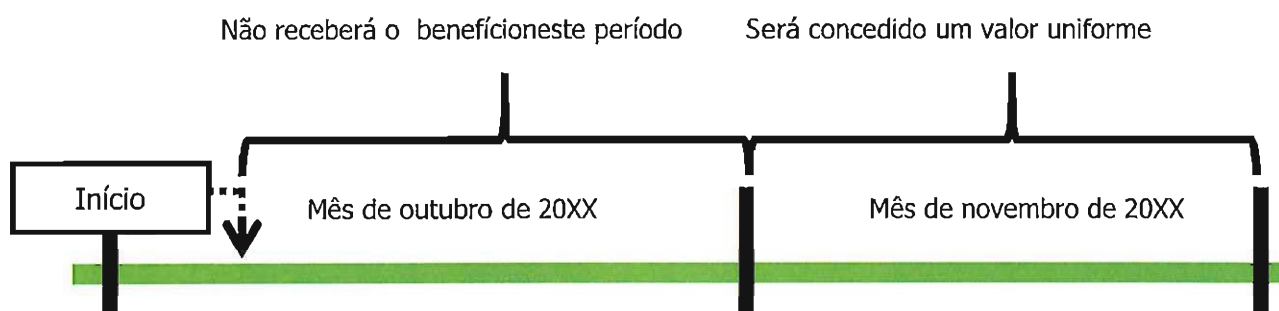 Não receberá o benefícioneste período
Será concedido um valor uniforme
Início
Mês de outubro de 20XX
Mês de novembro de 20XX